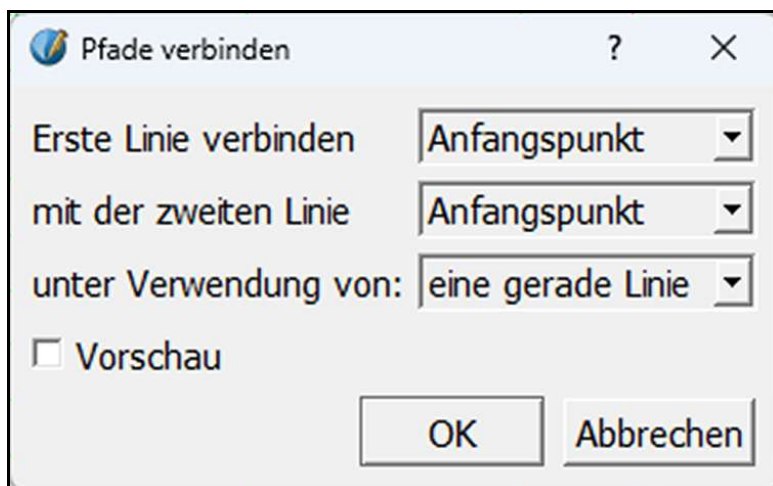 Pfade verbinden ?
Erste Linie verbinden Anfangspunkt
mit der zweiten Linie Anfangspunkt
unter Verwendung von: eine gerade Linie
Vorschau
OK Abbrechen